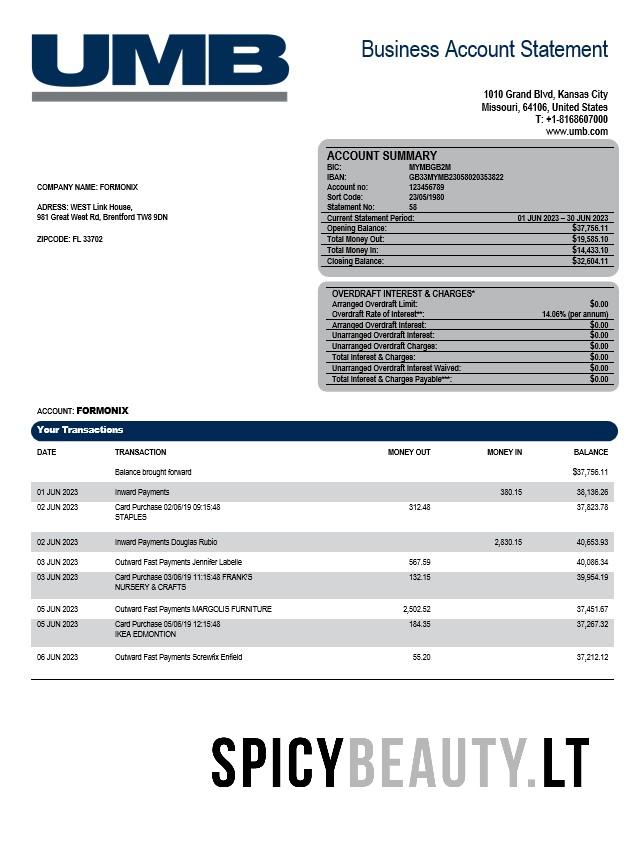 UMB
Business Account Statement
1010 Grand Blvd, Kansas City
Missouri, 64106, United States
T: +1-8168607000
www.umb.com
COMPANY NAME: FORMONIX
ADRESS: WEST Link House,
981 Great West Rd, Brentford TW8 9DN
ZIPCODE: FL 33702
ACCOUNT SUMMARY
BIC: MYMBGB2M
IBAN: GB33MYMB23058020353822
Account no: 123456789
Sort Code: 23/05/1980
Statement No: 58
Current Statement Period: 01 JUN 2023 – 30 JUN 2023
Opening Balance: $37,756.11
Total Money Out: $19,585.10
Total Money In: $14,433.10
Closing Balance: $32,604.11
OVERDRAFT INTEREST & CHARGES*
Arranged Overdraft Limit: $0.00
Overdraft Rate of Interest**: 14.06% (per annum)
Arranged Overdraft Interest: $0.00
Unarranged Overdraft Interest: $0.00
Unarranged Overdraft Charges: $0.00
Total Interest & Charges: $0.00
Unarranged Overdraft Interest Waived: $0.00
Total Interest & Charges Payable***: $0.00
ACCOUNT: FORMONIX
Your Transactions
DATE TRANSACTION MONEY OUT MONEY IN BALANCE
Balance brought forward $37,756.11
01 JUN 2023 Inward Payments 380.15 38,136.26
02 JUN 2023 Card Purchase 02/06/19 09:15:48 312.48 37,823.78
STAPLES
02 JUN 2023 Inward Payments Douglas Rubio 2,830.15 40,653.93
03 JUN 2023 Outward Fast Payments Jennifer Labelle 567.59 40,086.34
03 JUN 2023 Card Purchase 03/06/19 11:15:48 FRANK'S 132.15 39,954.19
NURSERY & CRAFTS
05 JUN 2023 Outward Fast Payments MARGOLIS FURNITURE 2,502.52 37,451.67
05 JUN 2023 Card Purchase 05/06/19 12:15:48 184.35 37,267.32
IKEA EDMONTION
06 JUN 2023 Outward Fast Payments Screwfix Enfield 55.20 37,212.12
SPICYBEAUTY.LT